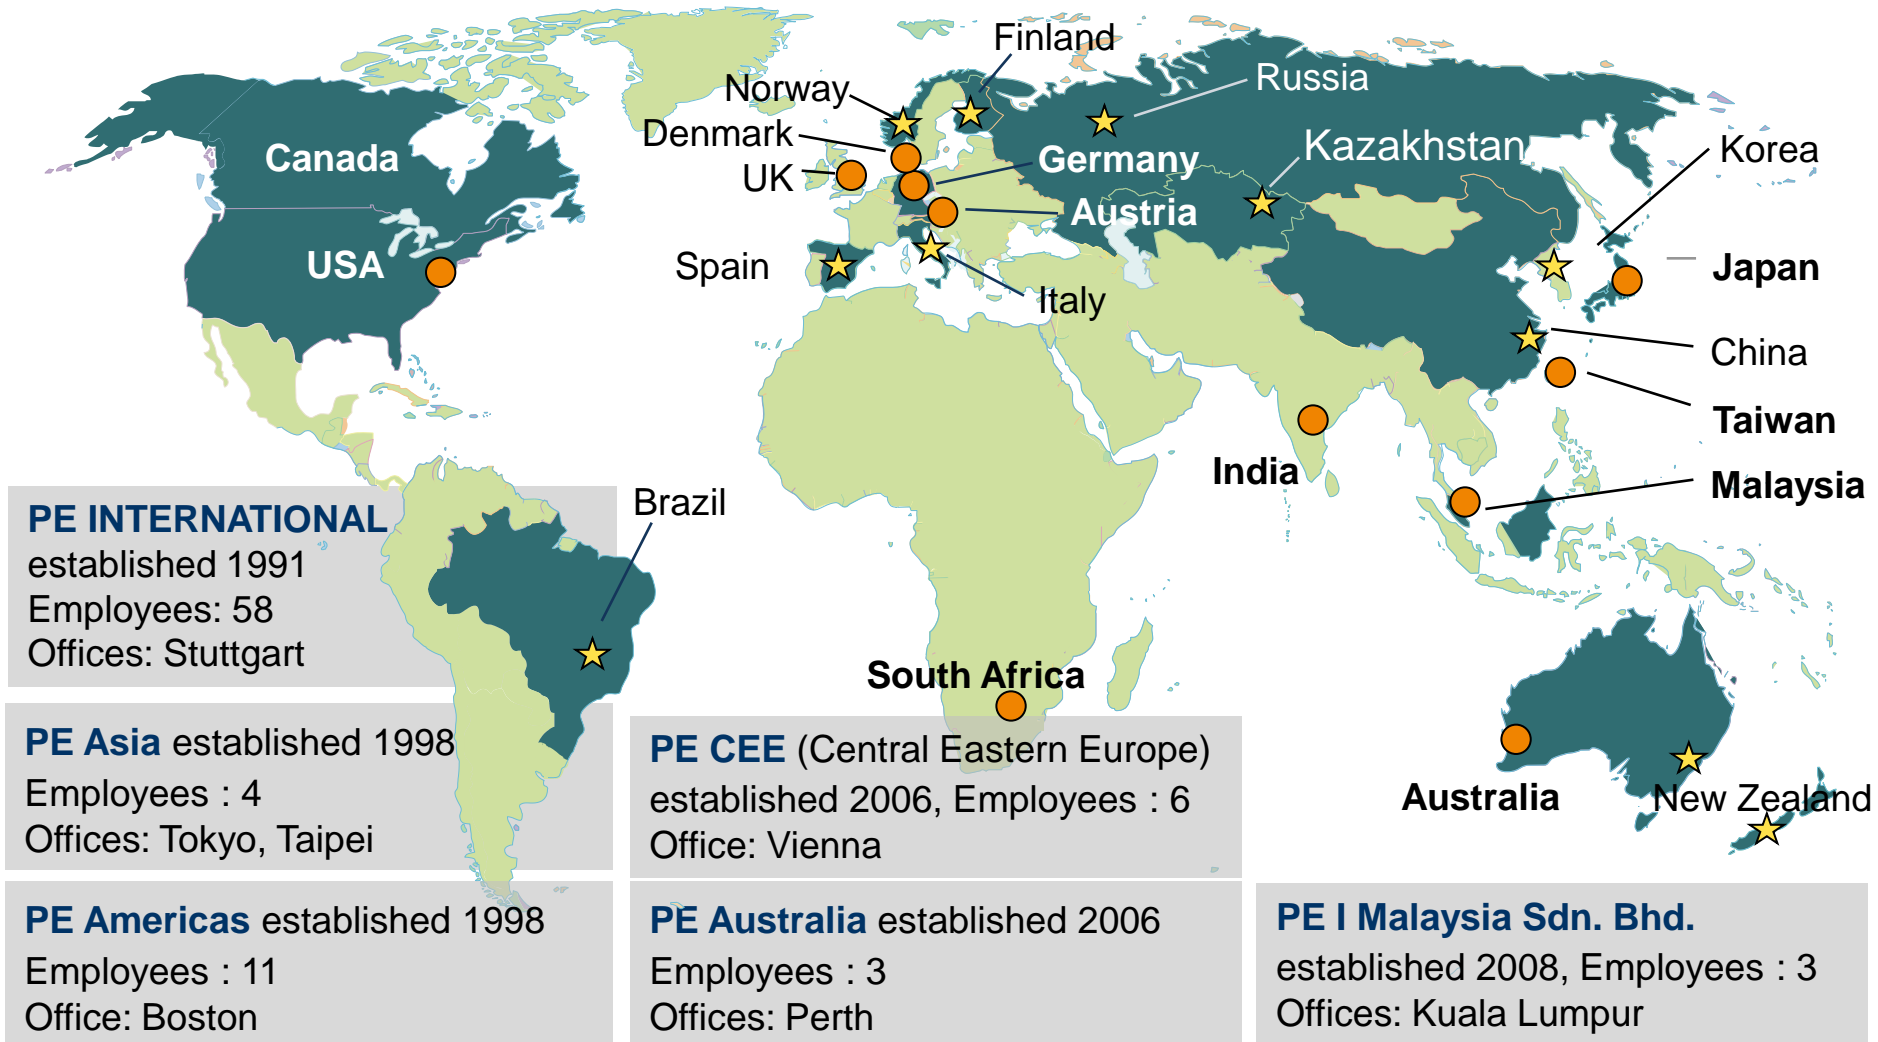 Finland
Norway
Russia
Denmark
Canada
Germany
Kazakhstan
Korea
UK
Austria
USA
Spain
Japan
Italy
China
Taiwan
India
Malaysia
Brazil
PE INTERNATIONAL
established 1991
Employees: 58
Offices: Stuttgart
South Africa
PE Asia established 1998
Employees : 4
Offices: Tokyo, Taipei
PE CEE (Central Eastern Europe)
established 2006, Employees : 6
Office: Vienna
Australia
New Zealand
PE Americas established 1998
Employees : 11
Office: Boston
PE Australia established 2006
Employees : 3
Offices: Perth
PE I Malaysia Sdn. Bhd.
established 2008, Employees : 3
Offices: Kuala Lumpur